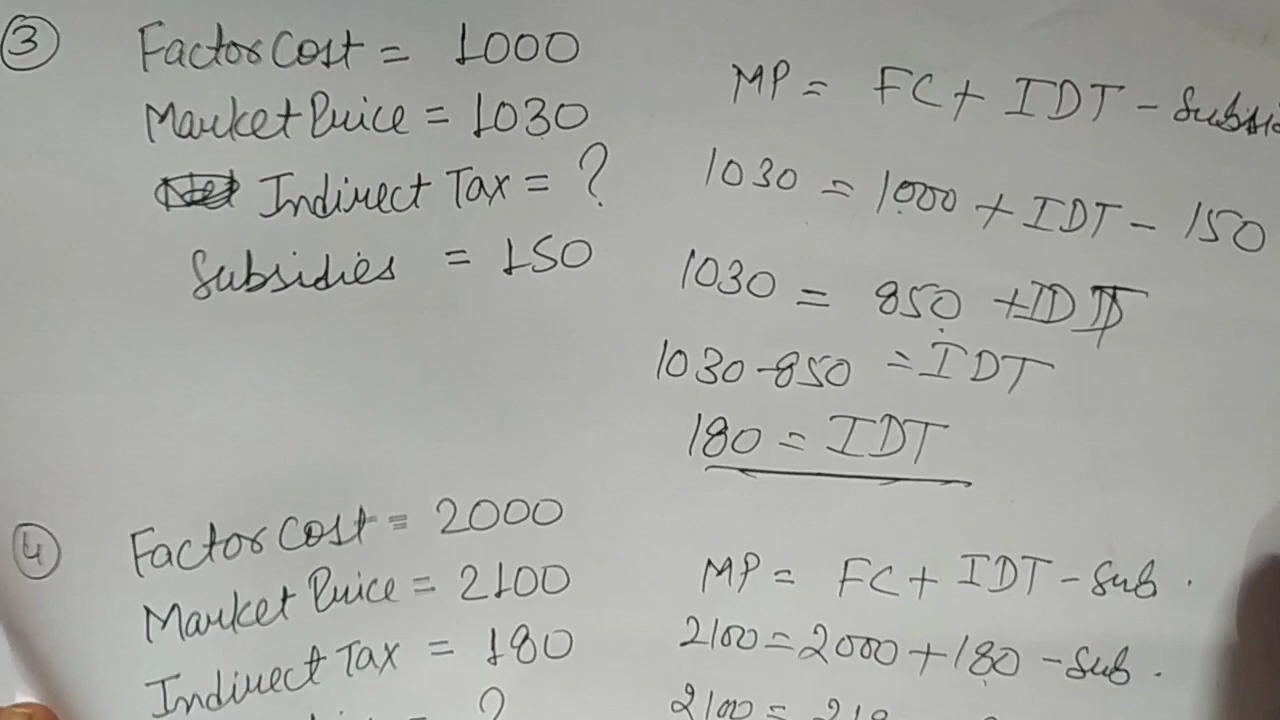 ③
Factor Cost = 1000
Market Price = 1030
Indirect Tax = ?
Subsidies = 150
MP = FC + IDT - Subsi
1030 = 1000 + IDT - 150
1030 = 850 + IDT
1030-850 = IDT
180 = IDT
④
Factor Cost = 2000
Market Price = 2100
Indirect Tax = 180
?
MP = FC + IDT - Sub.
2100 = 2000 + 180 - Sub.
2100 =